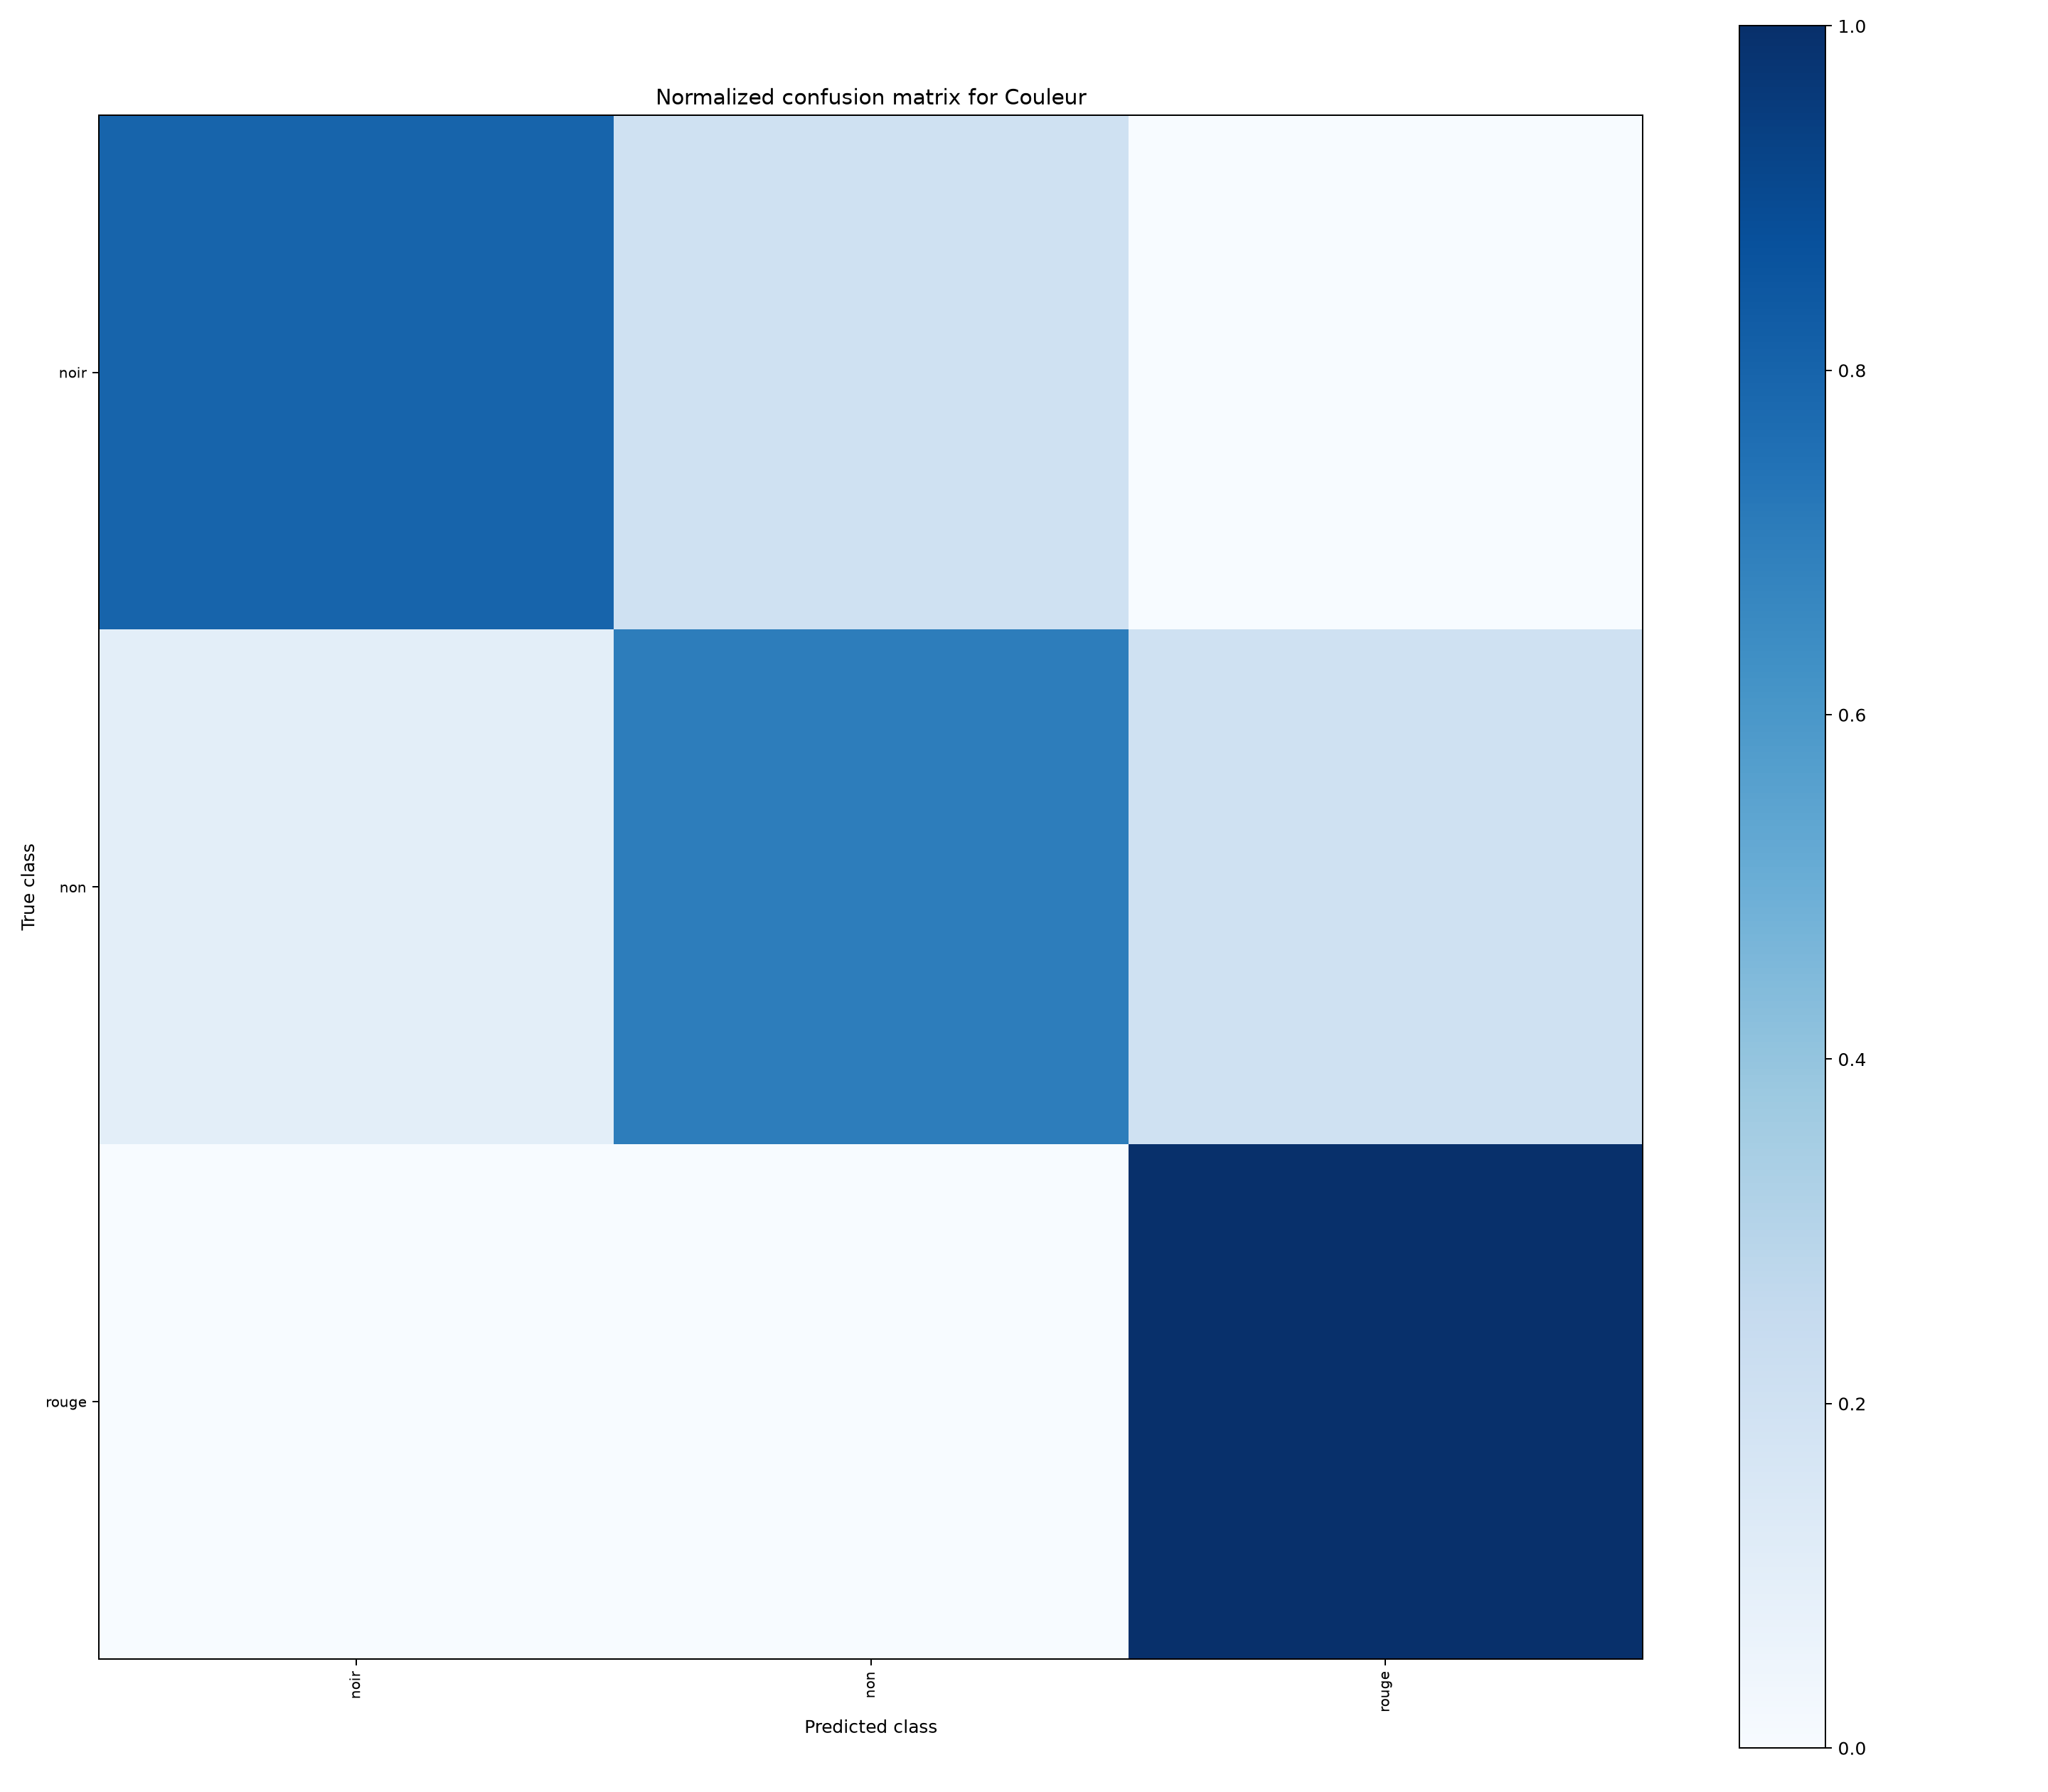 Normalized confusion matrix for Couleur
True class
noir
non
rouge
noir
non
rouge
Predicted class
1.0
0.8
0.6
0.4
0.2
0.0